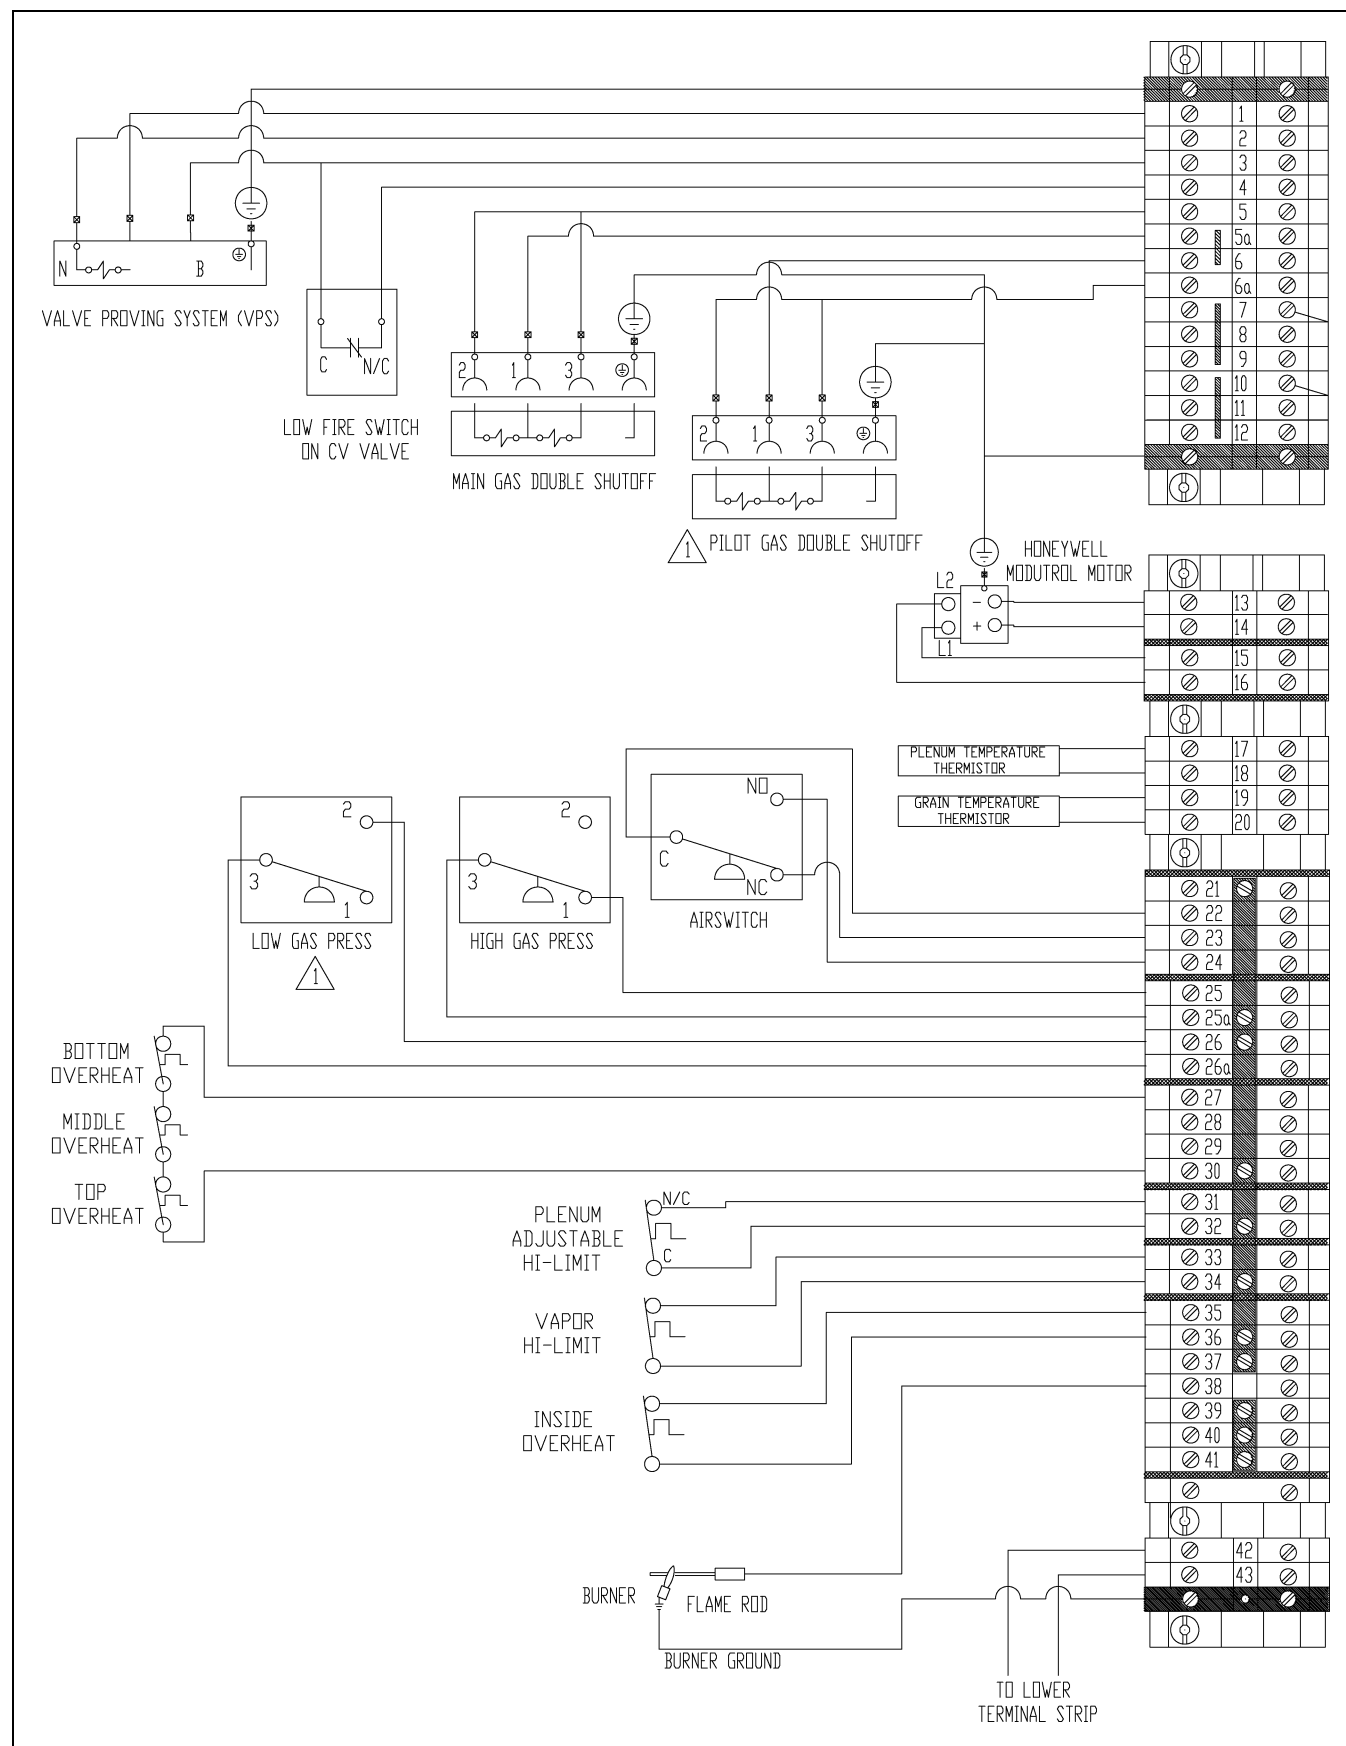 1
2
3
4
5
5a
6
6a
7
8
9
10
11
12
N
B
VALVE PROVING SYSTEM (VPS)
C
N/C
LOW FIRE SWITCH
ON CV VALVE
2
1
3
MAIN GAS DOUBLE SHUTOFF
2
1
3
1
PILOT GAS DOUBLE SHUTOFF
HONEYWELL
MODUTROL MOTOR
L2
-
+
L1
13
14
15
16
PLENUM TEMPERATURE
THERMISTOR
GRAIN TEMPERATURE
THERMISTOR
17
18
19
20
2
3
1
LOW GAS PRESS
1
2
3
1
HIGH GAS PRESS
NO
C
NC
AIRSWITCH
21
22
23
24
25
25a
26
26a
27
28
29
30
31
32
33
34
35
36
37
38
39
40
41
BOTTOM
OVERHEAT
MIDDLE
OVERHEAT
TOP
OVERHEAT
PLENUM
ADJUSTABLE
HI-LIMIT
N/C
C
VAPOR
HI-LIMIT
INSIDE
OVERHEAT
42
43
BURNER
FLAME ROD
BURNER GROUND
TO LOWER
TERMINAL STRIP